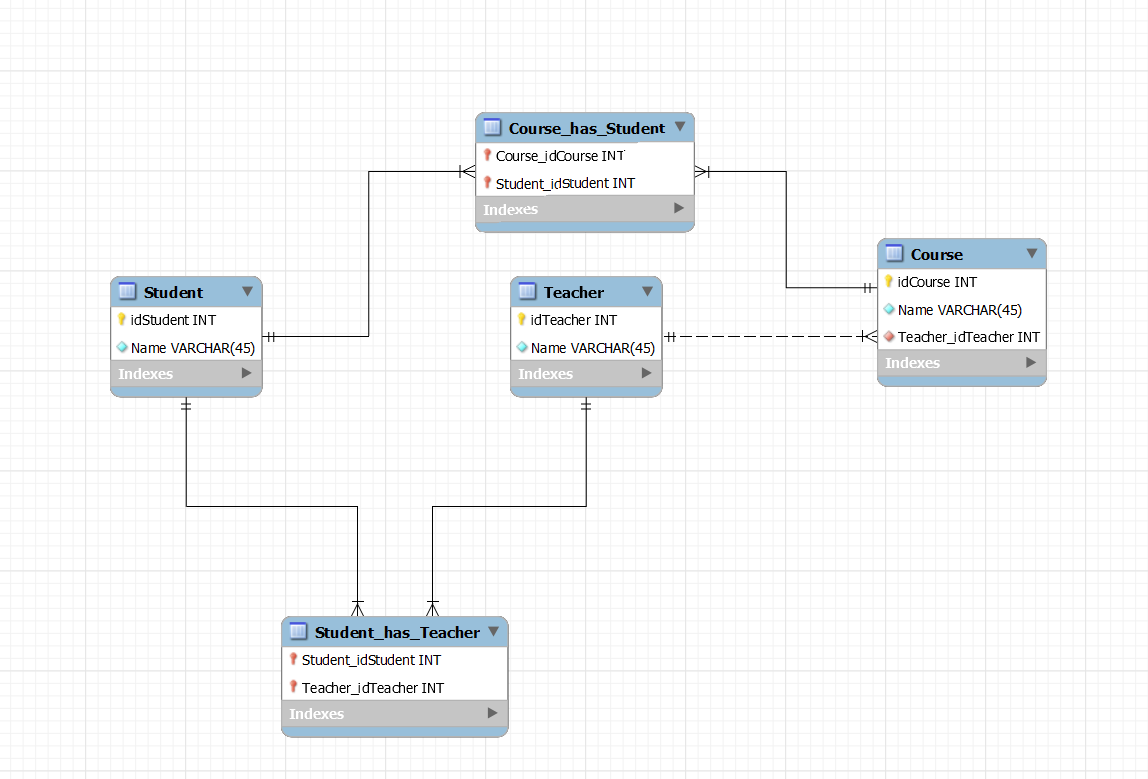 Course_has_Student
Course_idCourse INT
Student_idStudent INT
Indexes
Student
idStudent INT
Name VARCHAR(45)
Indexes
Teacher
idTeacher INT
Name VARCHAR(45)
Indexes
Course
idCourse INT
Name VARCHAR(45)
Teacher_idTeacher INT
Indexes
Student_has_Teacher
Student_idStudent INT
Teacher_idTeacher INT
Indexes